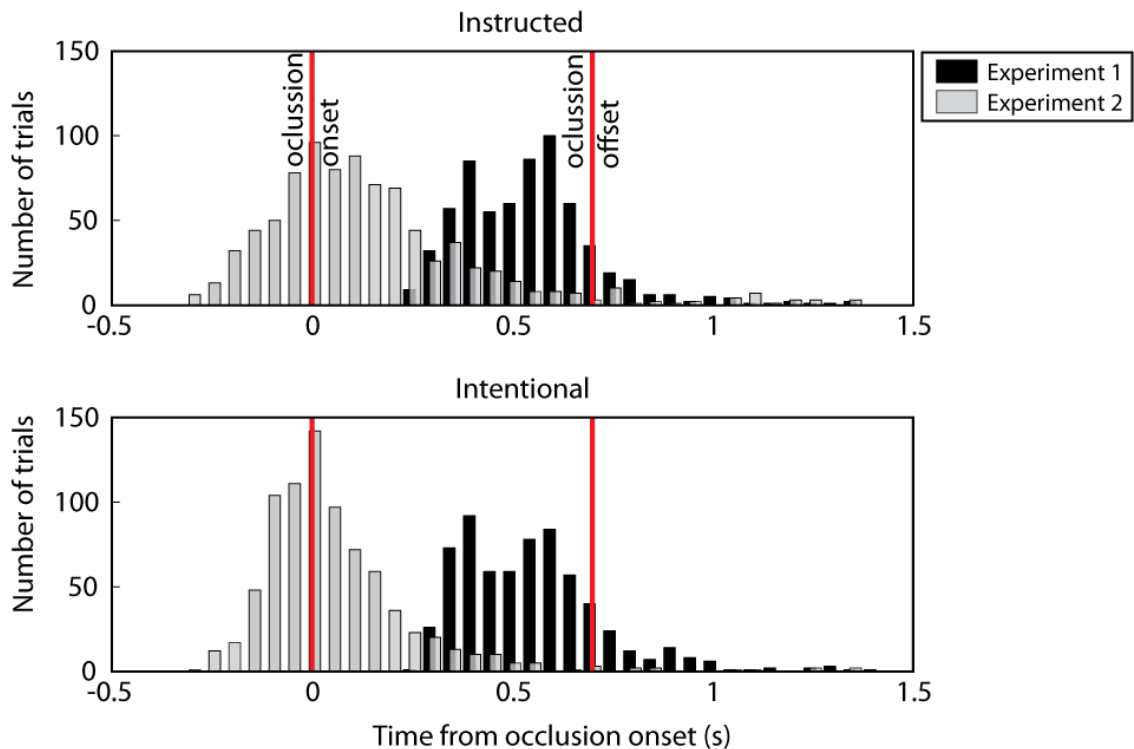 Instructed
150
100
50
0
Number of trials
oclussion
onset
oclussion
offset
-0.5
0
0.5
1
1.5
Experiment 1
Experiment 2
Intentional
150
100
50
0
Number of trials
-0.5
0
0.5
1
1.5
Time from occlusion onset (s)